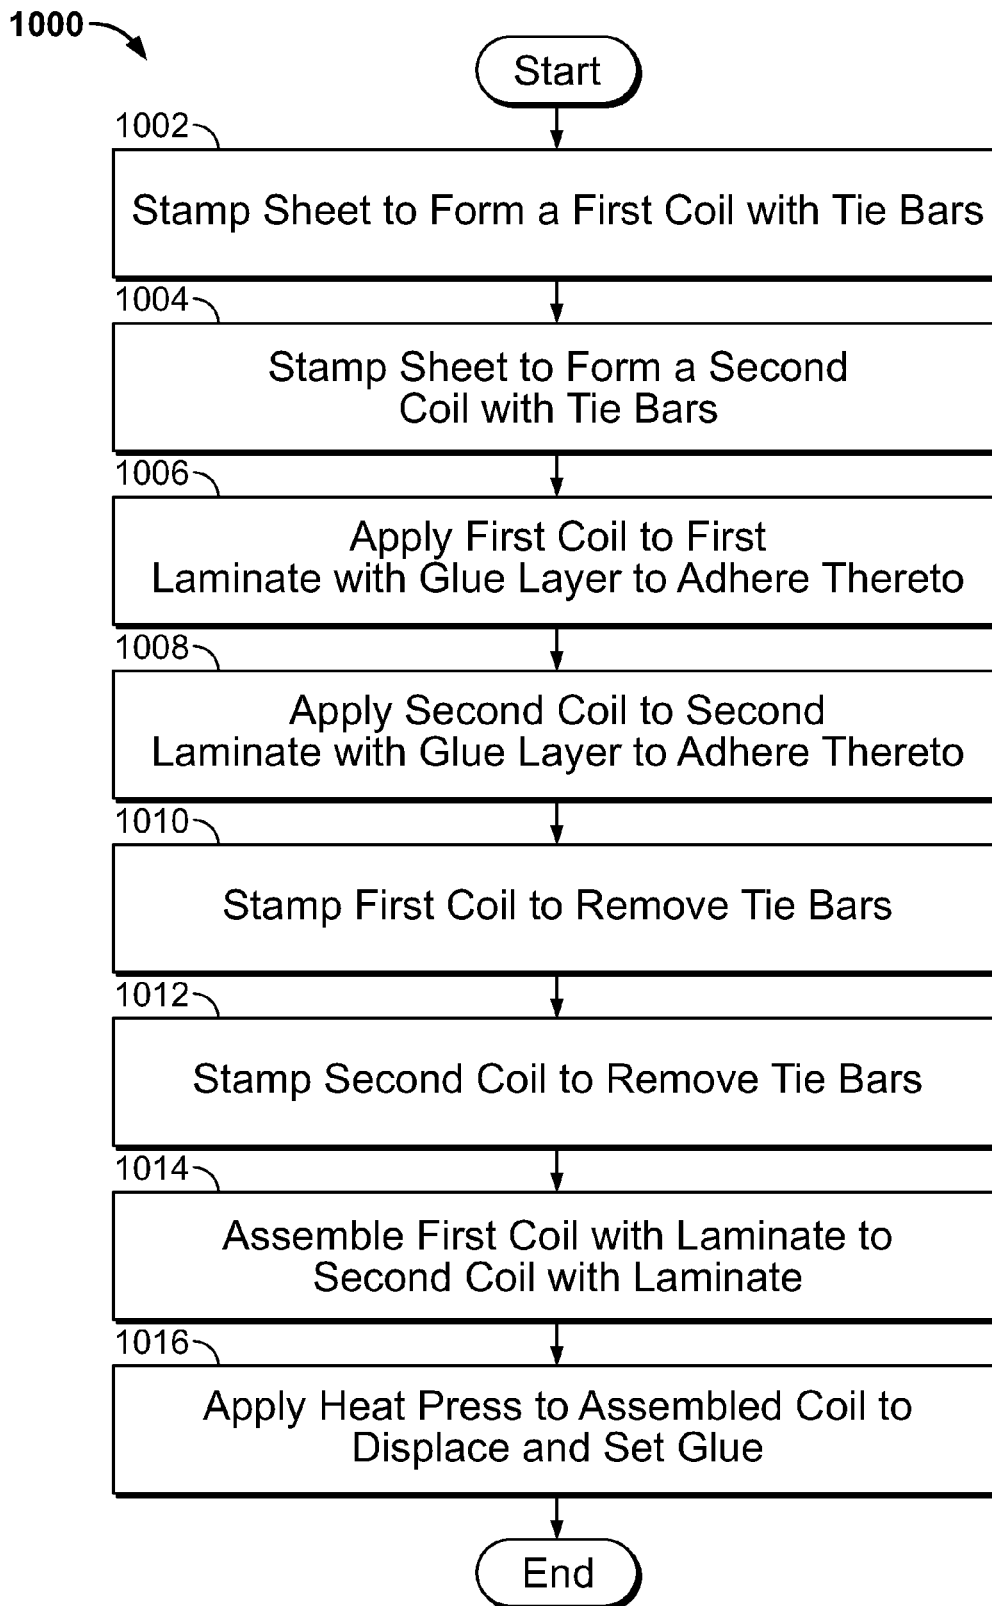 1000
Start
1002
Stamp Sheet to Form a First Coil with Tie Bars
1004
Stamp Sheet to Form a Second
Coil with Tie Bars
1006
Apply First Coil to First
Laminate with Glue Layer to Adhere Thereto
1008
Apply Second Coil to Second
Laminate with Glue Layer to Adhere Thereto
1010
Stamp First Coil to Remove Tie Bars
1012
Stamp Second Coil to Remove Tie Bars
1014
Assemble First Coil with Laminate to
Second Coil with Laminate
1016
Apply Heat Press to Assembled Coil to
Displace and Set Glue
End